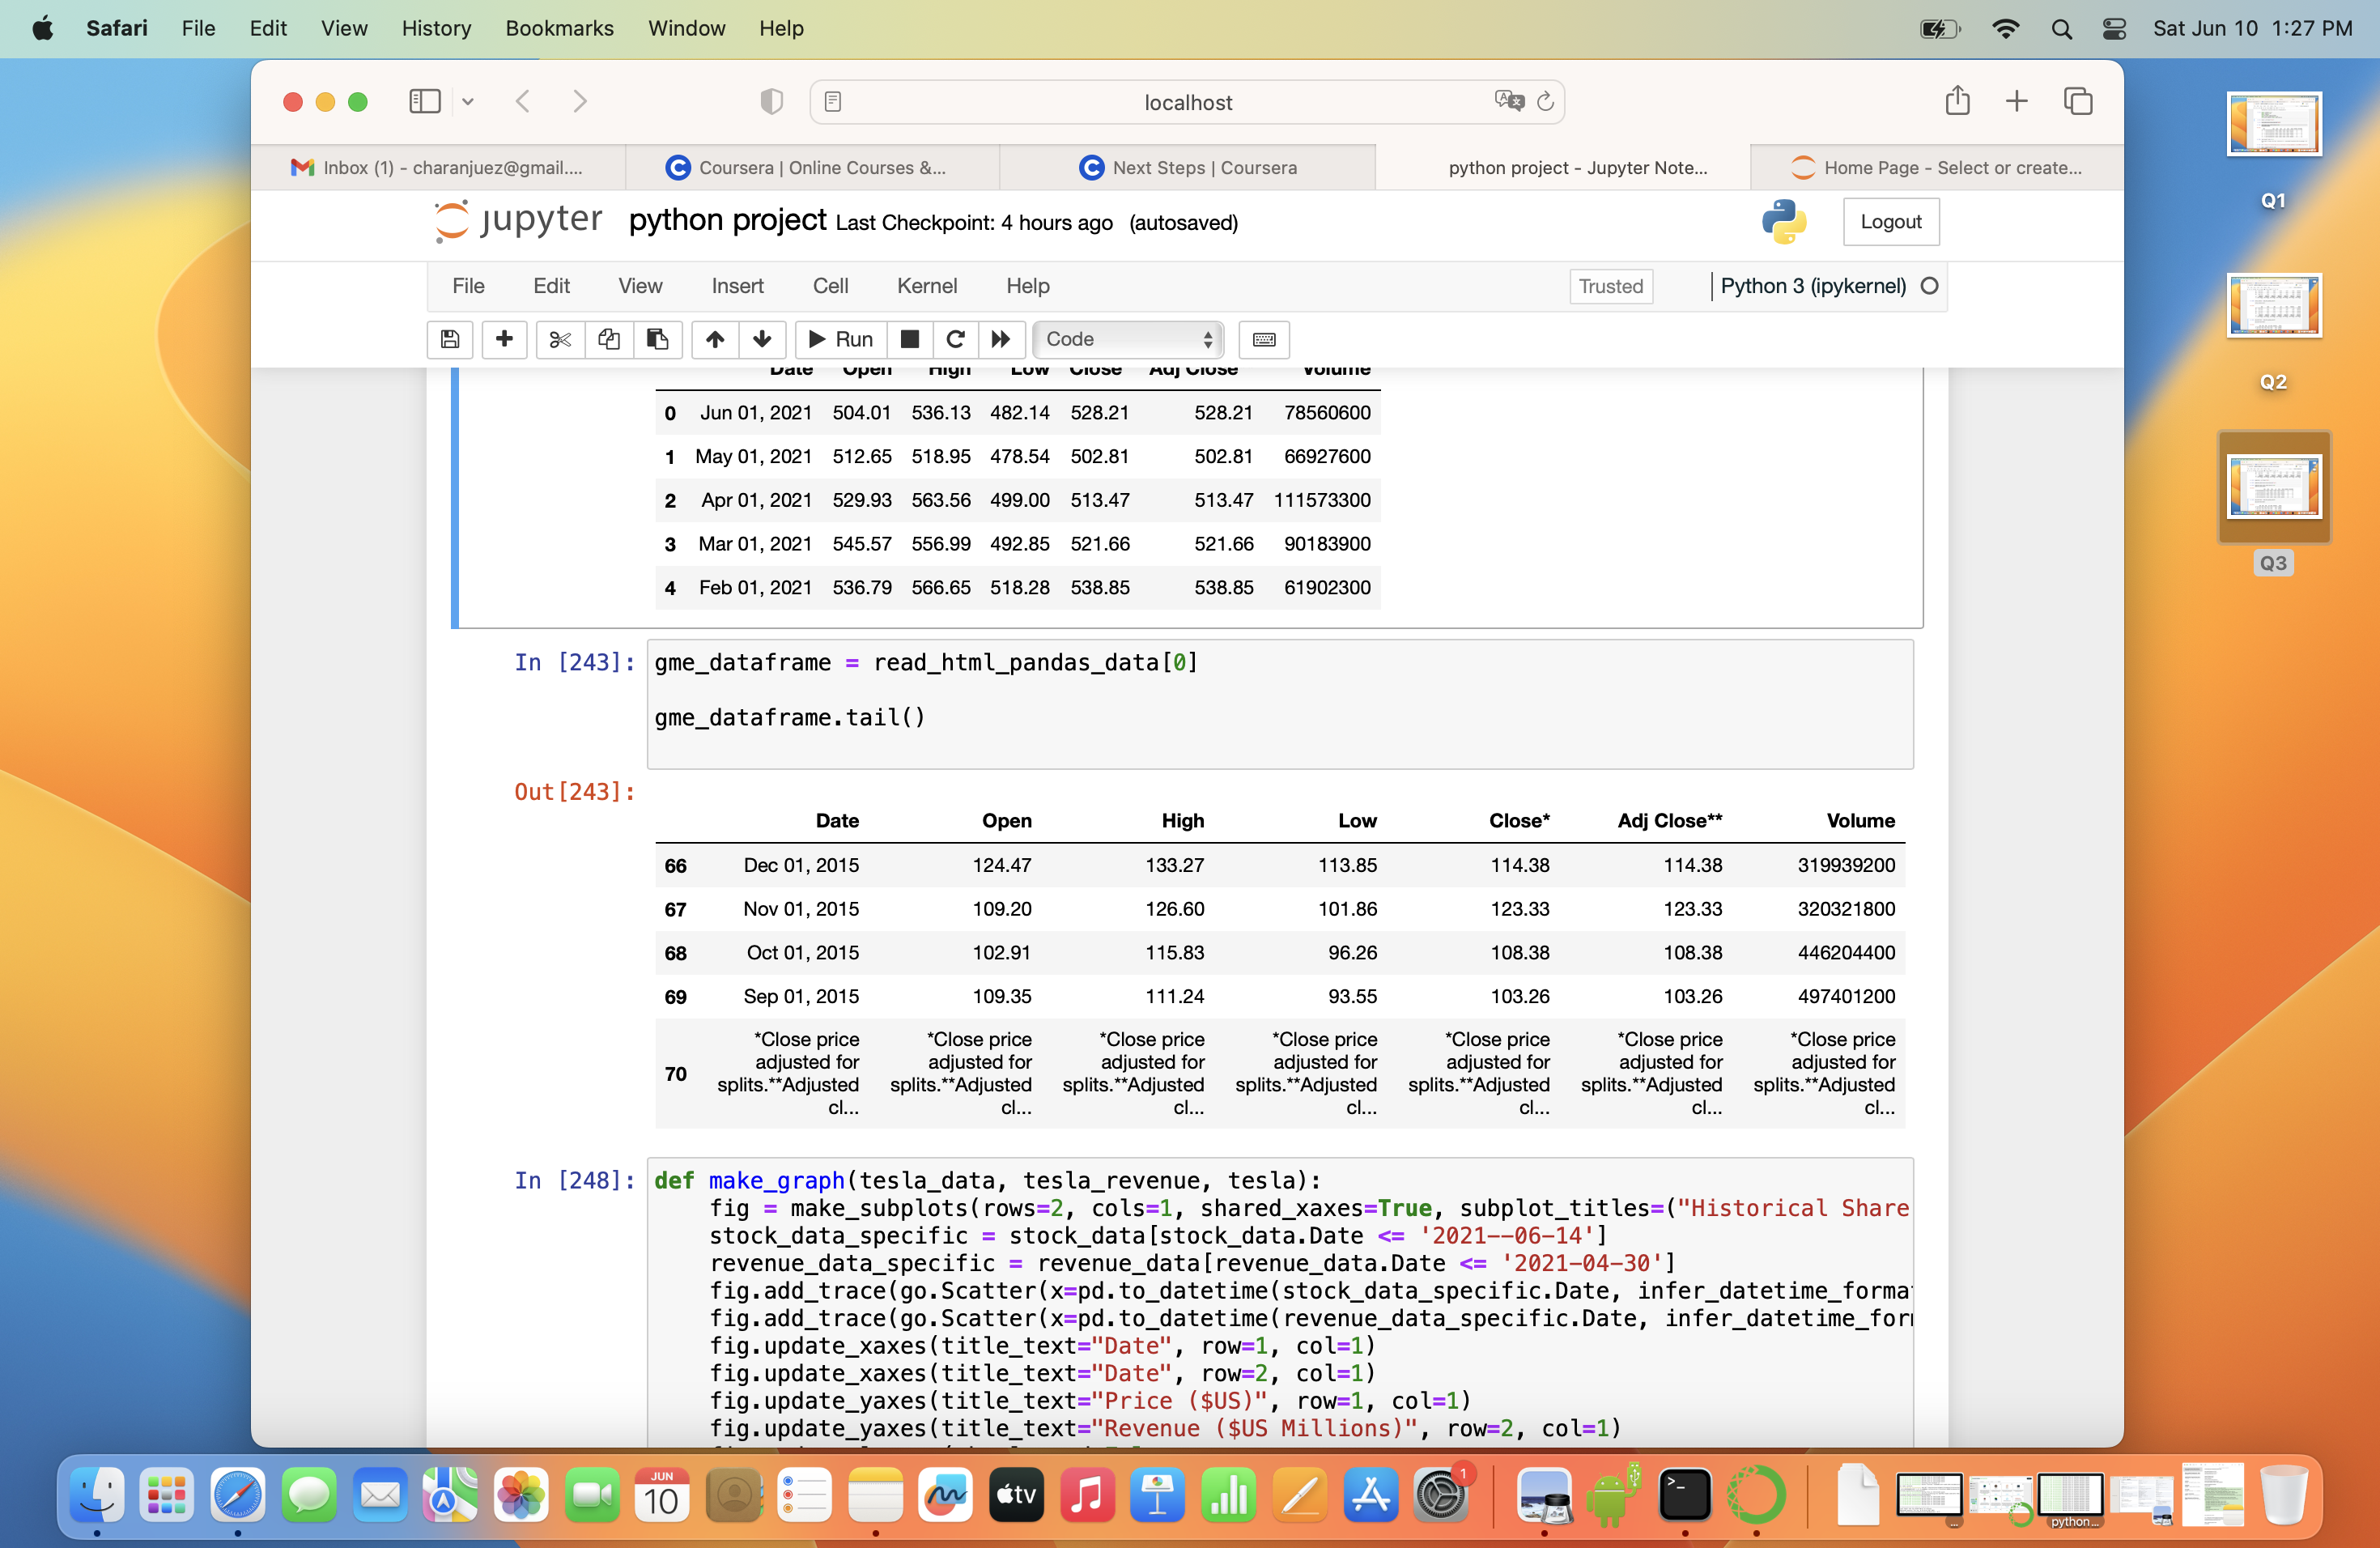 Safari File Edit View History Bookmarks Window Help Sat Jun 10 1:27 PM
localhost
Inbox (1) - charanjuez@gmail.... Coursera | Online Courses &... Next Steps | Coursera python project - Jupyter Note... Home Page - Select or create...
jupyter python project Last Checkpoint: 4 hours ago (autosaved) Logout
File Edit View Insert Cell Kernel Help Trusted Python 3 (ipykernel)
Run Code
Date Open High Low Close Adj Close Volume
0 Jun 01, 2021 504.01 536.13 482.14 528.21 528.21 78560600
1 May 01, 2021 512.65 518.95 478.54 502.81 502.81 66927600
2 Apr 01, 2021 529.93 563.56 499.00 513.47 513.47 111573300
3 Mar 01, 2021 545.57 556.99 492.85 521.66 521.66 90183900
4 Feb 01, 2021 536.79 566.65 518.28 538.85 538.85 61902300
In [243]: gme_dataframe = read_html_pandas_data[0]
gme_dataframe.tail()
Out[243]:
Date Open High Low Close* Adj Close** Volume
66 Dec 01, 2015 124.47 133.27 113.85 114.38 114.38 319939200
67 Nov 01, 2015 109.20 126.60 101.86 123.33 123.33 320321800
68 Oct 01, 2015 102.91 115.83 96.26 108.38 108.38 446204400
69 Sep 01, 2015 109.35 111.24 93.55 103.26 103.26 497401200
*Close price *Close price *Close price *Close price *Close price *Close price *Close price
adjusted for adjusted for adjusted for adjusted for adjusted for adjusted for adjusted for
70 splits.**Adjusted splits.**Adjusted splits.**Adjusted splits.**Adjusted splits.**Adjusted splits.**Adjusted splits.**Adjusted
cl... cl... cl... cl... cl... cl... cl...
In [248]: def make_graph(tesla_data, tesla_revenue, tesla):
fig = make_subplots(rows=2, cols=1, shared_xaxes=True, subplot_titles=("Historical Share
stock_data_specific = stock_data[stock_data.Date <= '2021--06-14']
revenue_data_specific = revenue_data[revenue_data.Date <= '2021-04-30']
fig.add_trace(go.Scatter(x=pd.to_datetime(stock_data_specific.Date, infer_datetime_format
fig.add_trace(go.Scatter(x=pd.to_datetime(revenue_data_specific.Date, infer_datetime_for
fig.update_xaxes(title_text="Date", row=1, col=1)
fig.update_xaxes(title_text="Date", row=2, col=1)
fig.update_yaxes(title_text="Price ($US)", row=1, col=1)
fig.update_yaxes(title_text="Revenue ($US Millions)", row=2, col=1)
Q1
Q2
Q3
JUN
10
tv
1
>_
...
python...